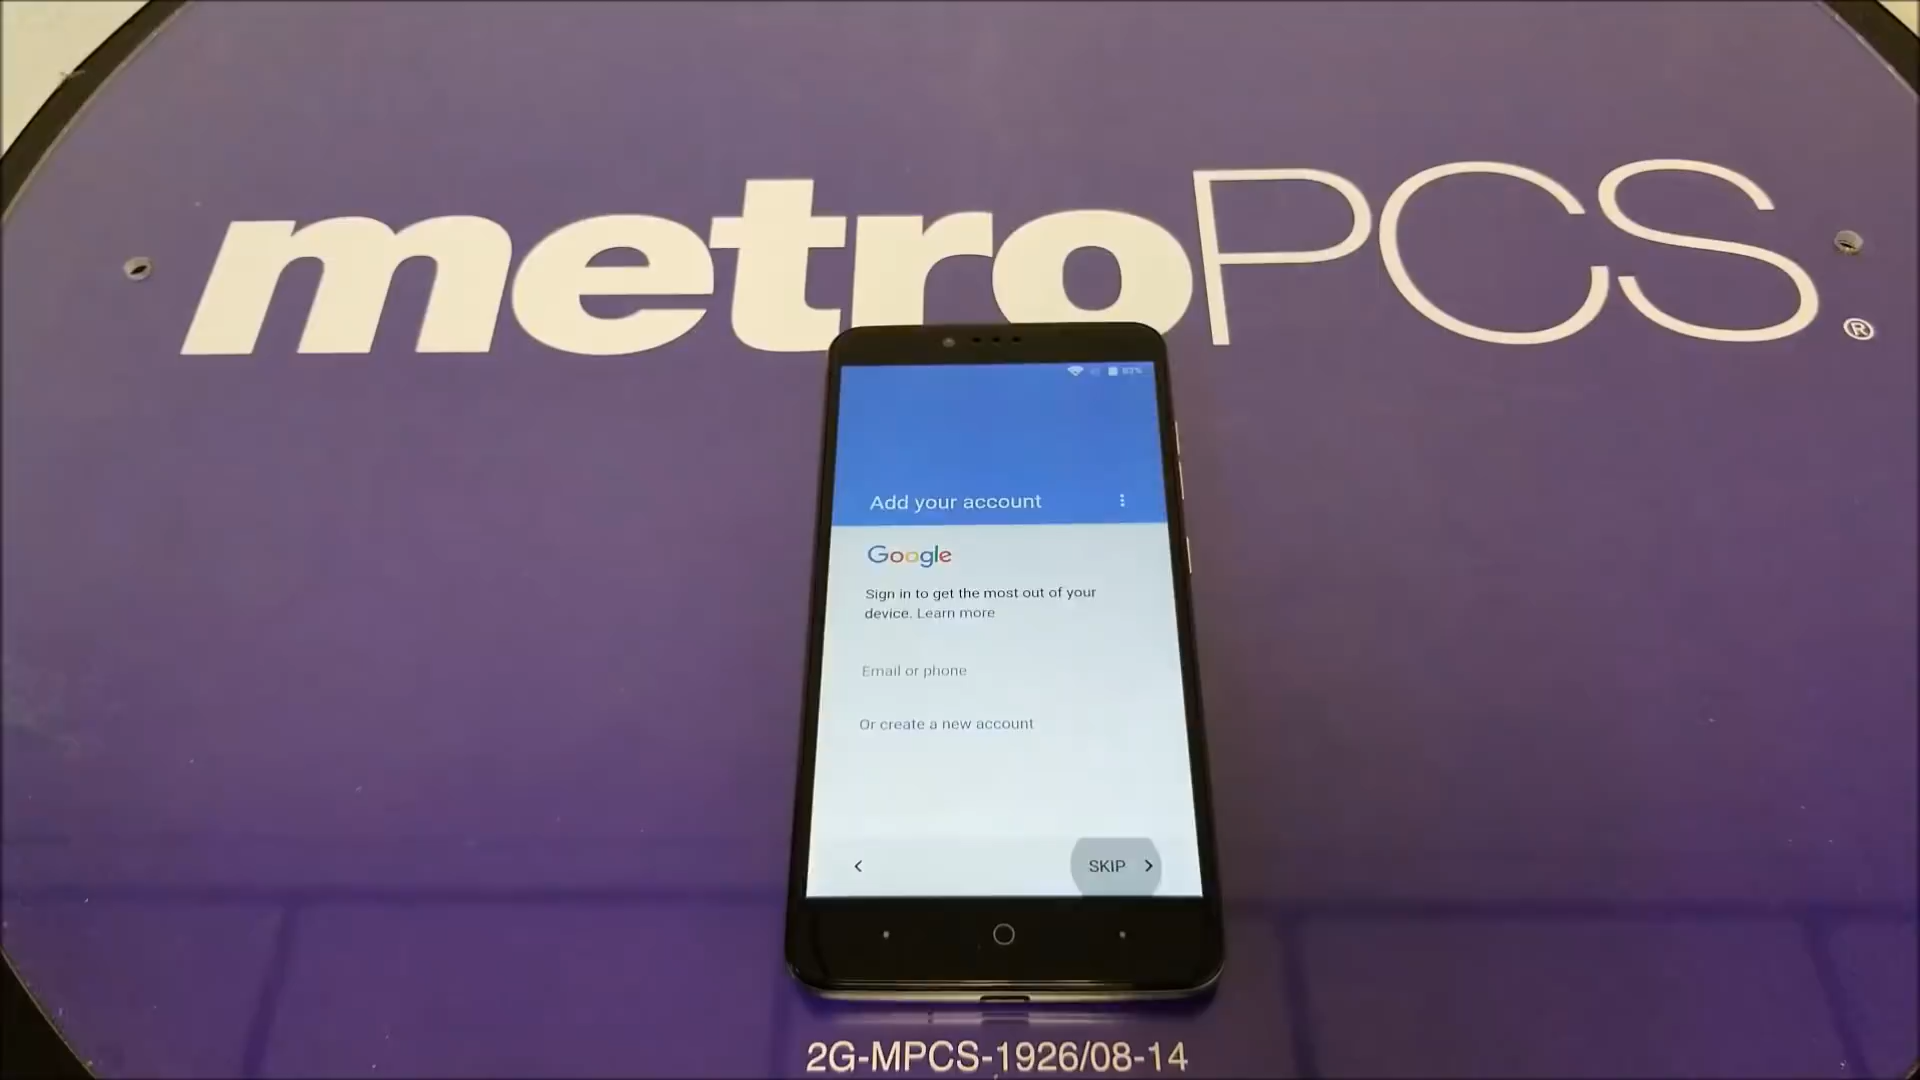 metroPCS.®
Add your account
Google
Sign in to get the most out of your
device. Learn more
Email or phone
Or create a new account
SKIP
2G-MPCS-1926/08-14